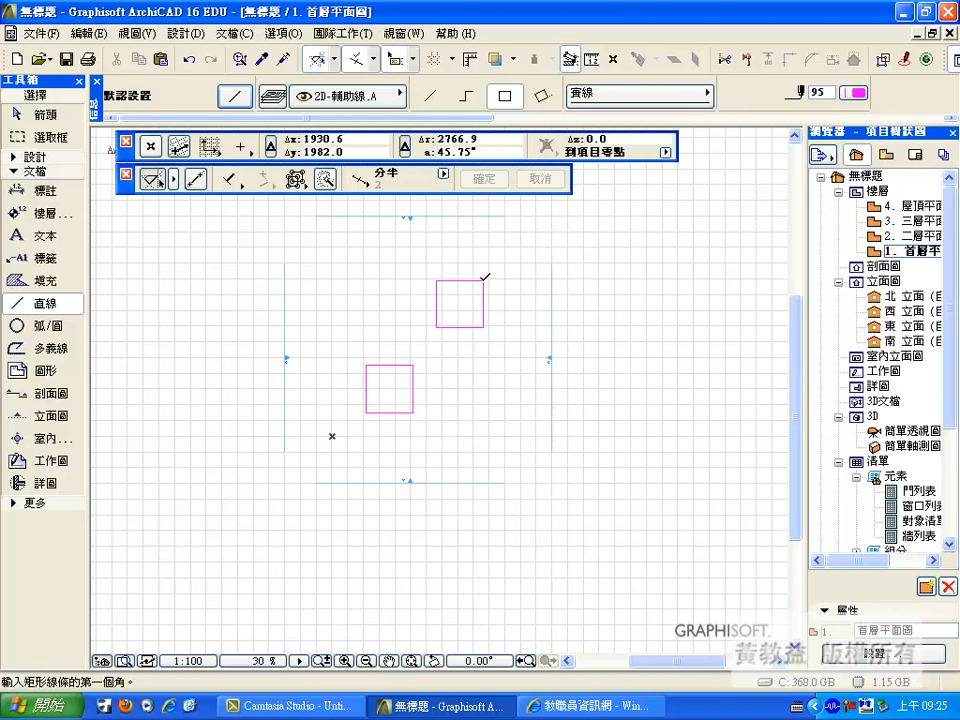 無標題 - Graphisoft ArchiCAD 16 EDU - [無標題 / 1. 首層平面圖]
文件(F) 編輯(E) 視圖(V) 設計(D) 文檔(C) 選項(O) 團隊工作(T) 視窗(W) 幫助(H)
工具箱
選擇
箭頭
選取框
設計
文檔
標註
樓層...
文本
標籤
填充
直線
弧/圓
多義線
圖形
剖面圖
立面圖
室內...
工作圖
詳圖
更多
默認設置
2D-輔助線.A
實線
95
Δx: 1930.6
Δy: 1982.0
Δr: 2766.9
a: 45.75°
Δz: 0.0
到項目零點
分半
2
確定
取消
瀏覽器 - 項目樹狀圖
無標題
樓層
4. 屋頂平面
3. 三層平面
2. 二層平面
1. 首層平
剖面圖
立面圖
北 立面 (自
西 立面 (自
東 立面 (自
南 立面 (自
室內立面圖
工作圖
詳圖
3D文檔
3D
簡單透視圖
簡單軸測圖
清單
元素
門列表
窗口列表
對象清單
牆列表
組分
屬性
1.
首層平面圖
設置...
GRAPHISOFT.
黃教益 版權所有
1:100
30 %
0.00°
輸入矩形線條的第一個角。
C: 368.0 GB
1.15 GB
開始
Camtasia Studio - Unti...
無標題 - Graphisoft A...
教職員資訊網 - Win...
上午 09:25